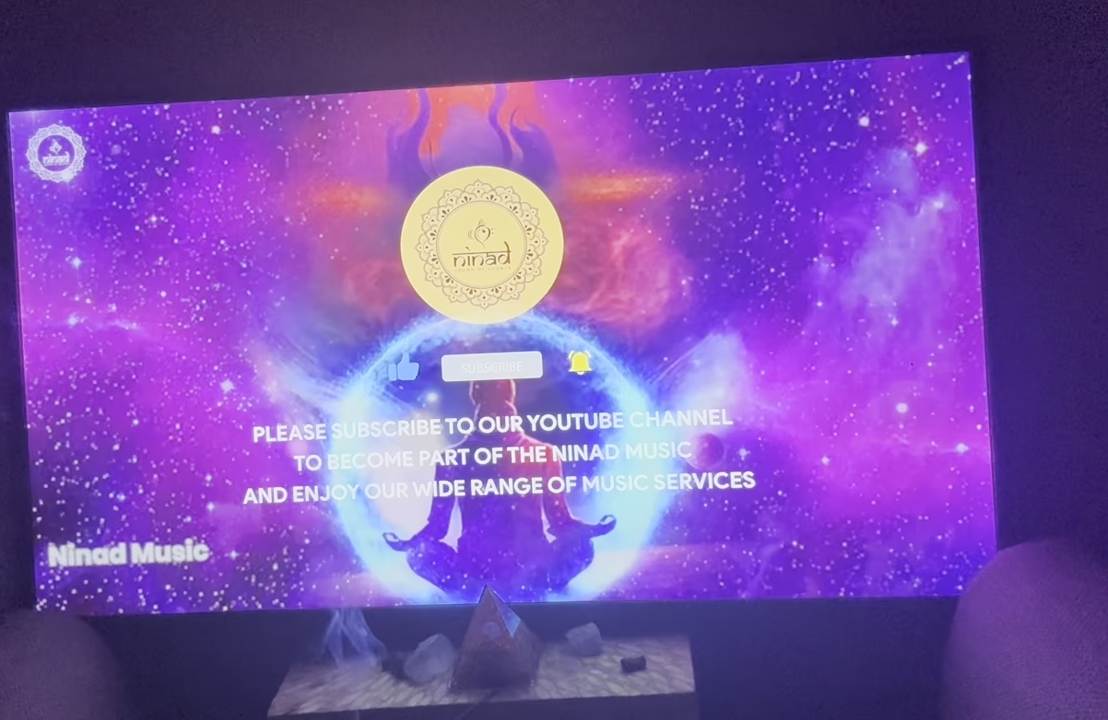 ninad
ninad
SUBSCRIBE
PLEASE SUBSCRIBE TO OUR YOUTUBE CHANNEL
TO BECOME PART OF THE NINAD MUSIC
AND ENJOY OUR WIDE RANGE OF MUSIC SERVICES
Ninad Music